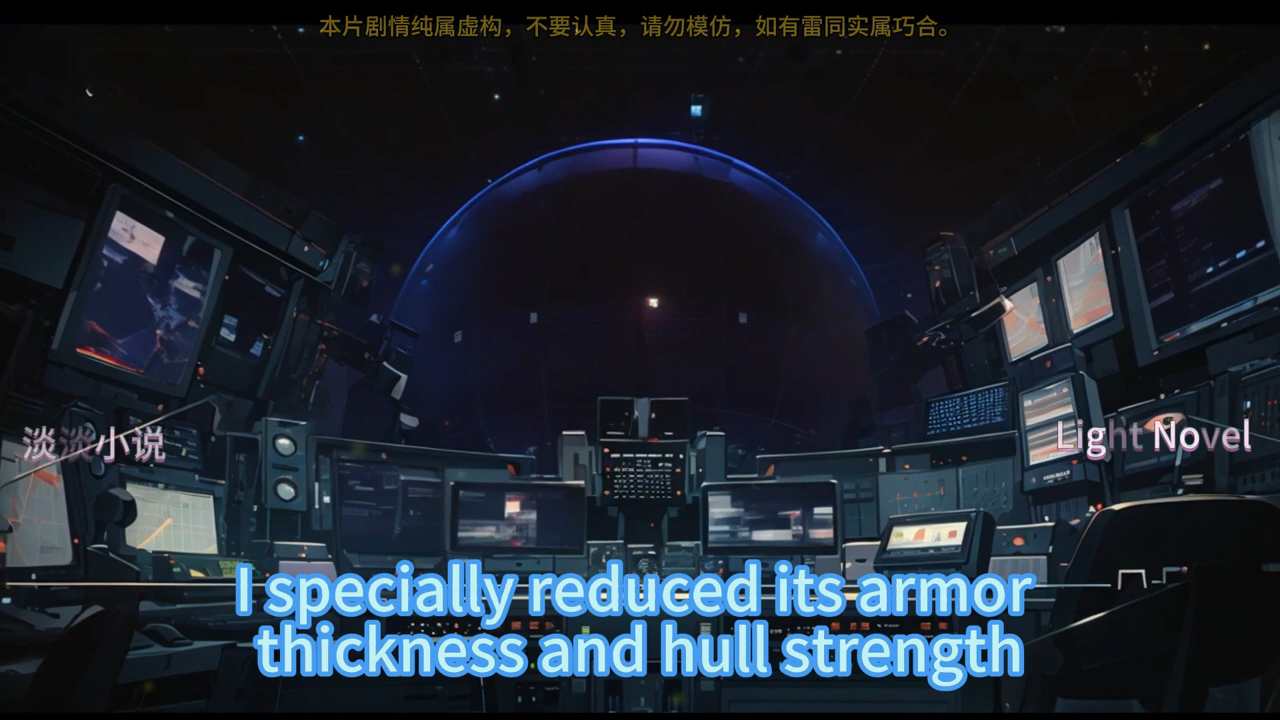 本片剧情纯属虚构，不要认真，请勿模仿，如有雷同实属巧合。
淡淡小说
Light Novel
I specially reduced its armor
thickness and hull strength